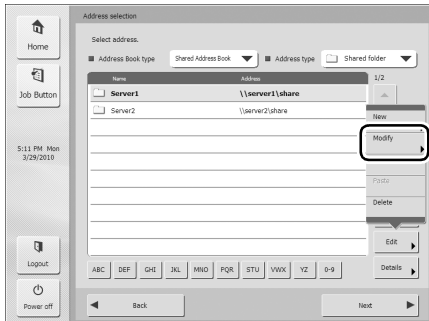 Address selection
Home
Select address.
Address Book type
Shared Address Book
Address type
Shared folder
Name
Address
1/2
Job Button
Server1
\\server1\share
Server2
\\server2\share
New
Modify
5:11 PM Mon
3/29/2010
Paste
Delete
Edit
Logout
ABC DEF GHI JKL MNO PQR STU VWX YZ 0-9
Details
Power off
Back
Next